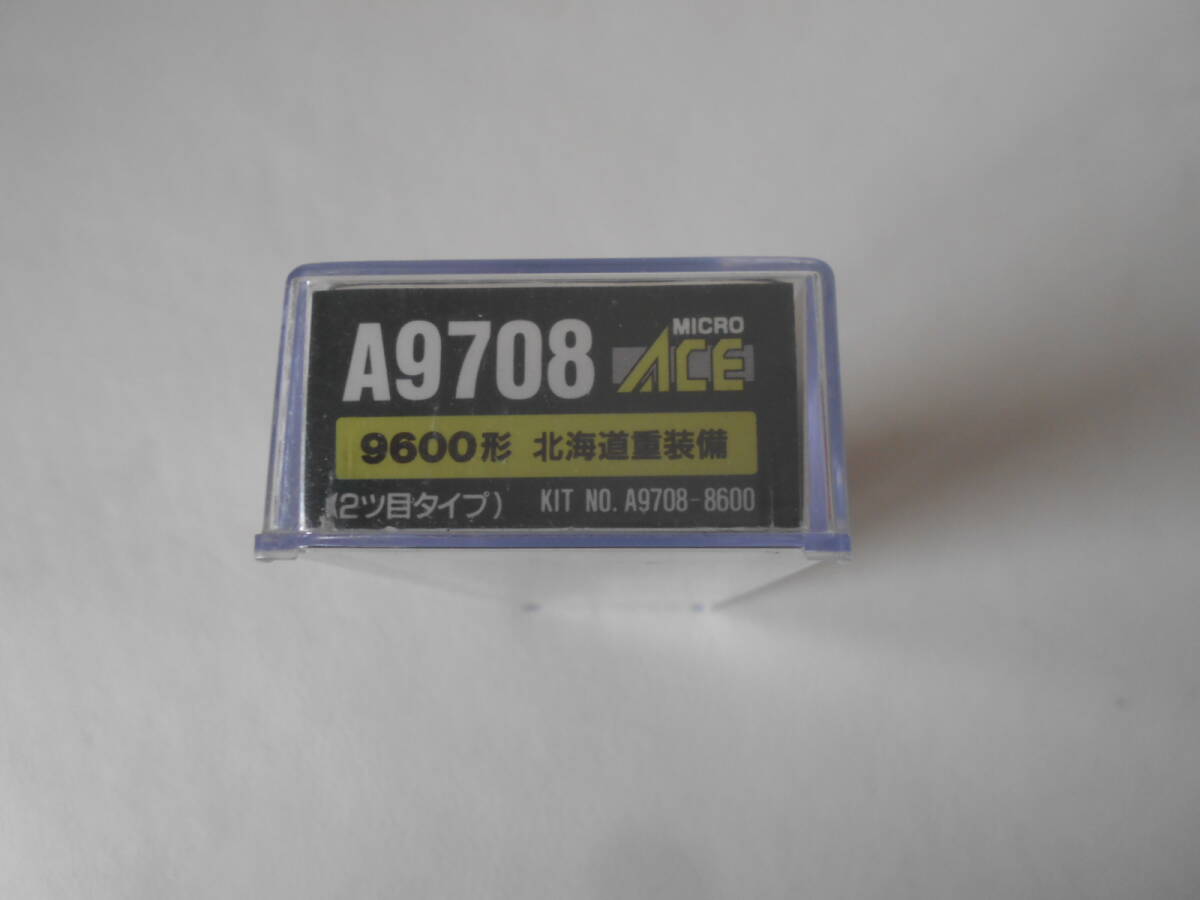 A9708 MICRO ACE
9600形 北海道重装備
(2ツ目タイプ) KIT NO. A9708-8600